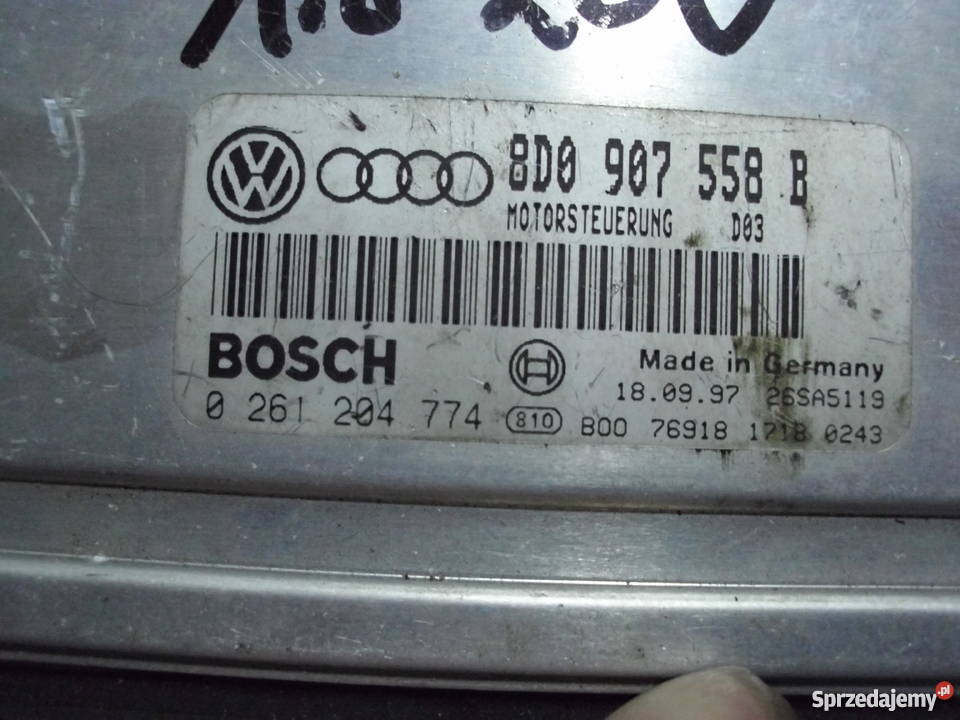 8D0 907 558 B
MOTORSTEUERUNG D03
BOSCH
Made in Germany
18.09.97 26SA5119
0 261 204 774 810 B00 76918 1718 0243
Sprzedajemy.pl